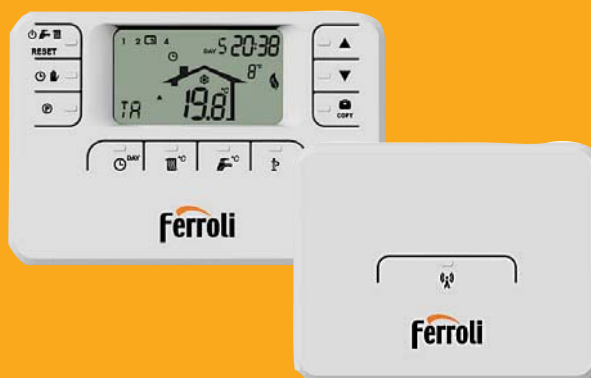 RESET
1 2 4
DAY 5 20:38
8°
TA 19.8 °C
P
COPY
DAY
°C
°C
Ferroli
Ferroli